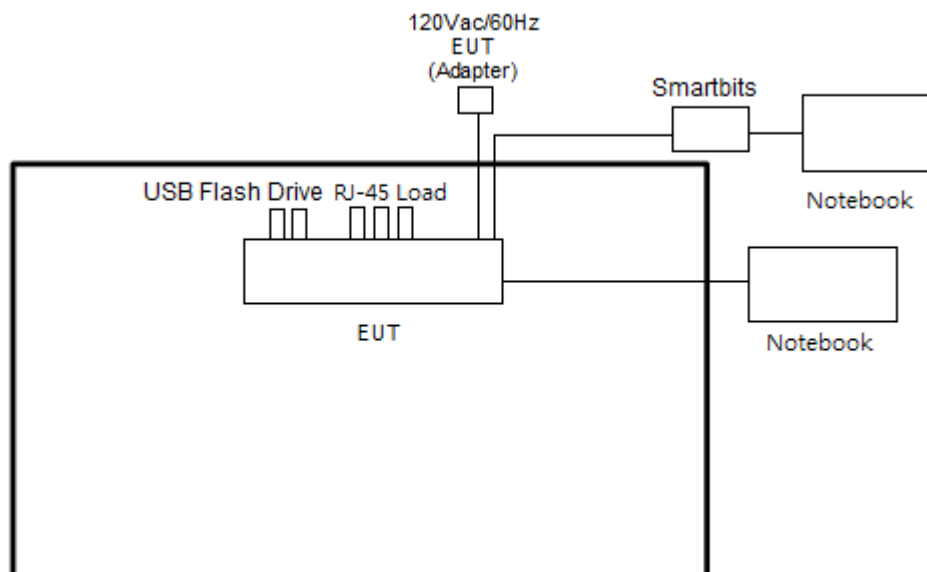 120Vac/60Hz
EUT
(Adapter)
Smartbits
Notebook
USB Flash Drive RJ-45 Load
EUT
Notebook